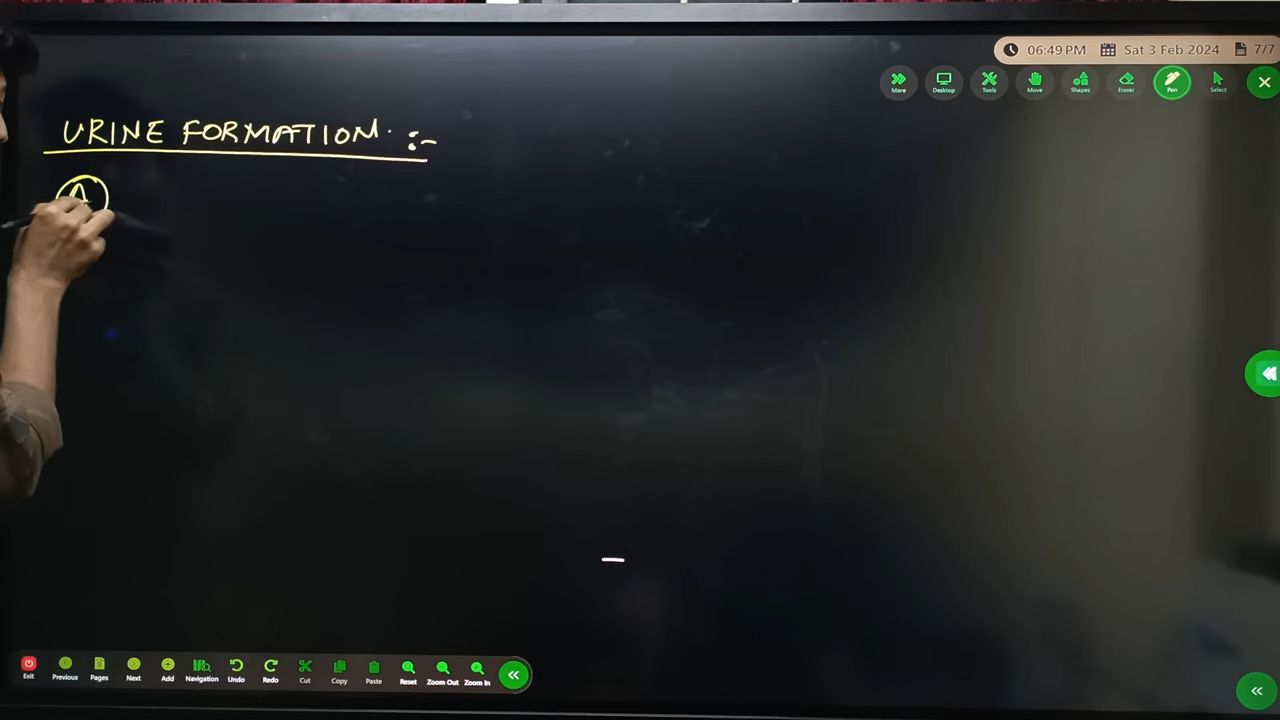 06:49 PM Sat 3 Feb 2024 7/7
More Desktop Tools Move Shapes Eraser Pen Select
URINE FORMATION. :-
A
Exit Previous Pages Next Add Navigation Undo Redo Cut Copy Paste Reset Zoom Out Zoom In